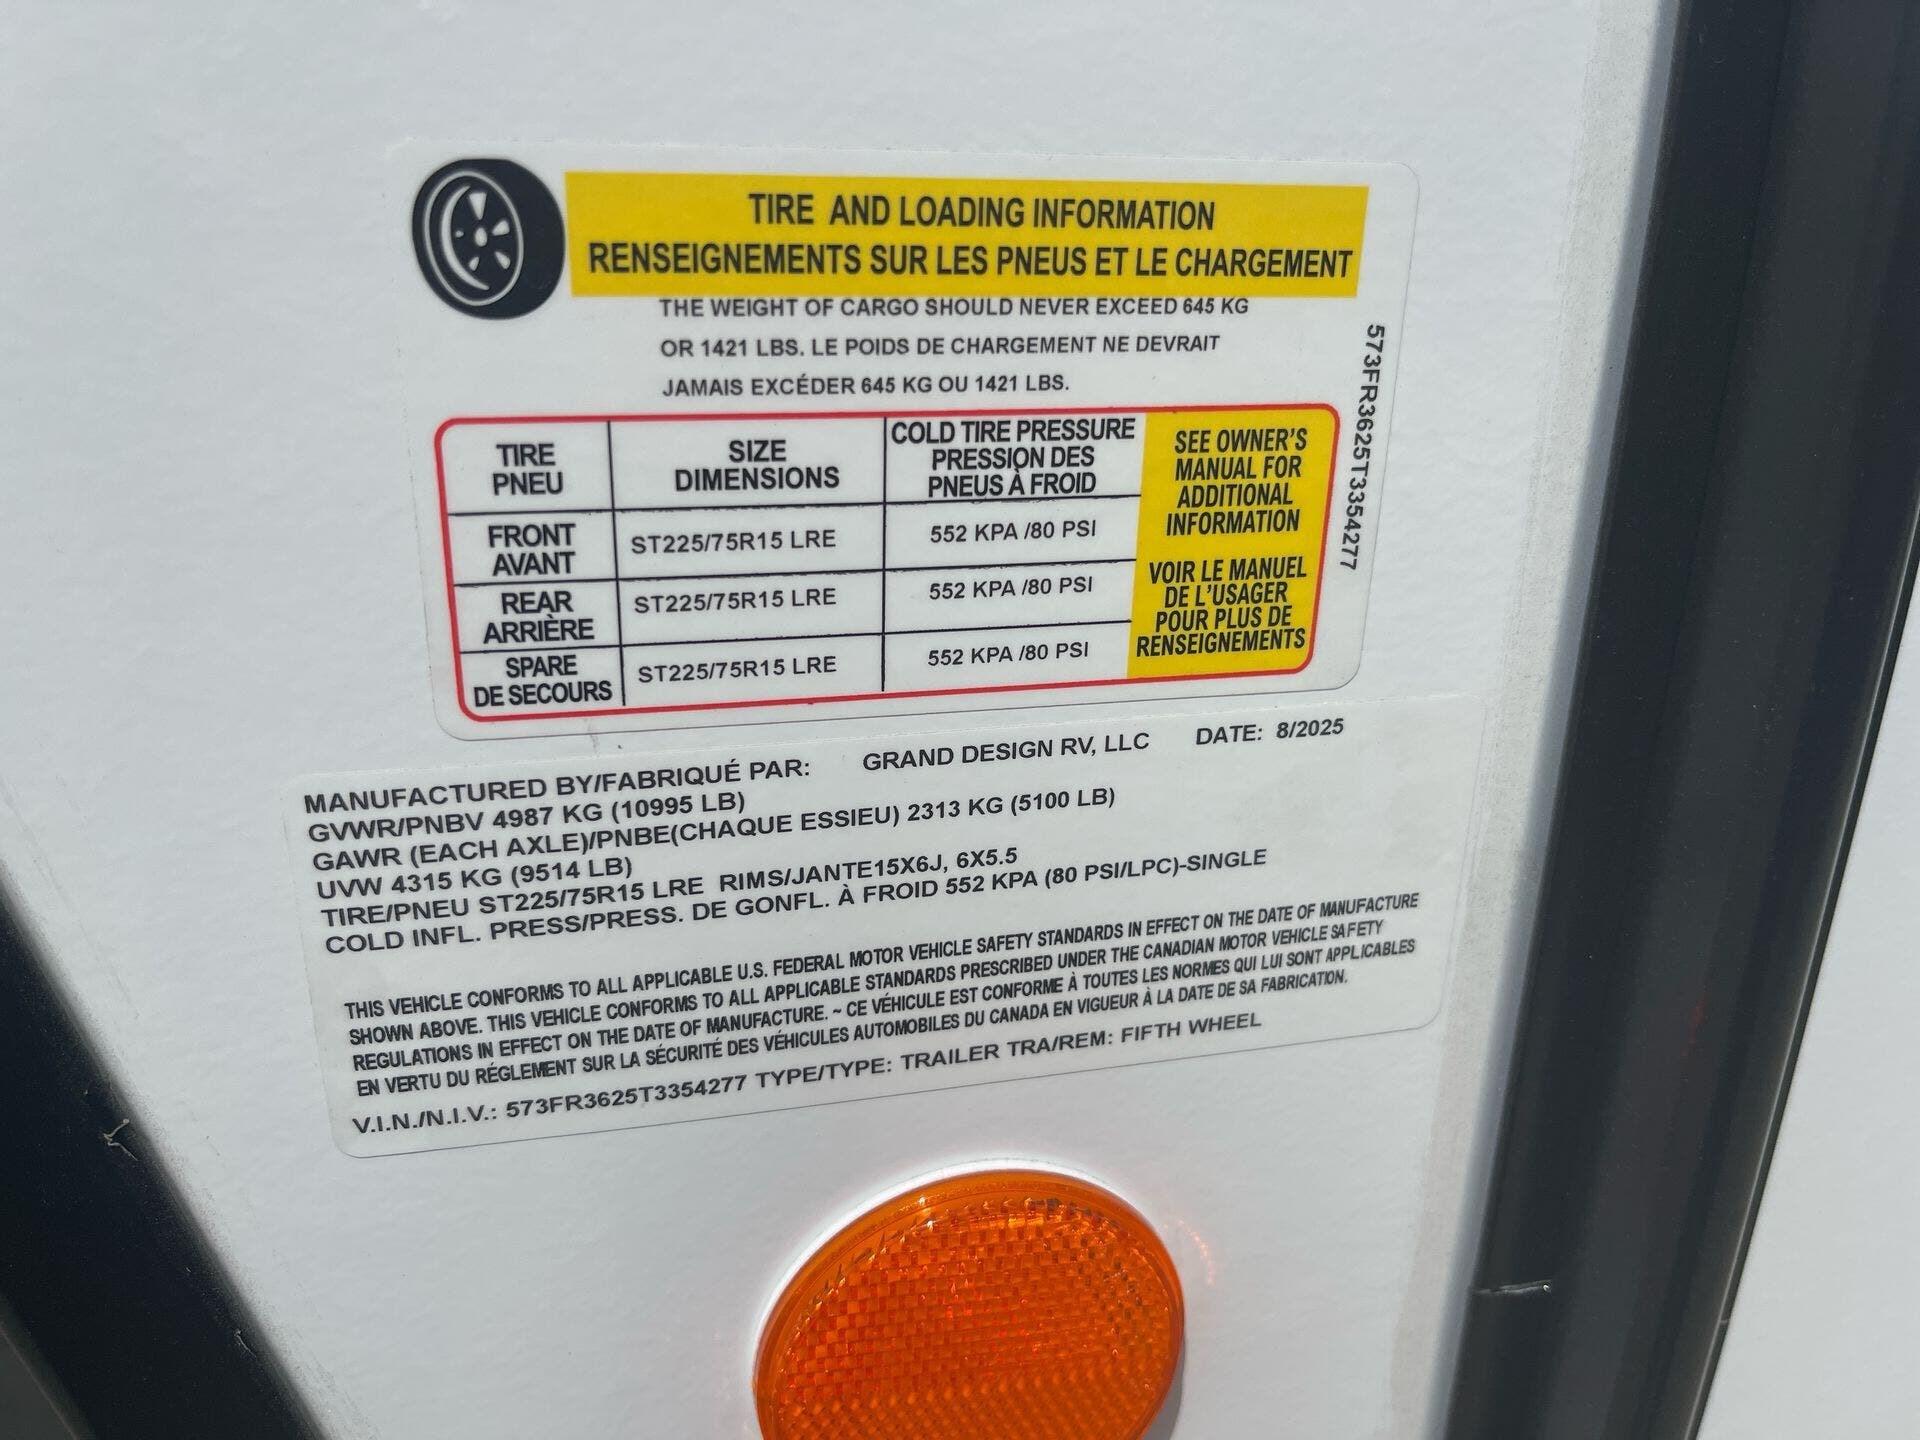 TIRE AND LOADING INFORMATION
RENSEIGNEMENTS SUR LES PNEUS ET LE CHARGEMENT
THE WEIGHT OF CARGO SHOULD NEVER EXCEED 645 KG
OR 1421 LBS. LE POIDS DE CHARGEMENT NE DEVRAIT
JAMAIS EXCÉDER 645 KG OU 1421 LBS.
TIRE
PNEU
SIZE
DIMENSIONS
COLD TIRE PRESSURE
PRESSION DES
PNEUS À FROID
FRONT
AVANT
ST225/75R15 LRE
552 KPA /80 PSI
REAR
ARRIÈRE
ST225/75R15 LRE
552 KPA /80 PSI
SPARE
DE SECOURS
ST225/75R15 LRE
552 KPA /80 PSI
SEE OWNER'S
MANUAL FOR
ADDITIONAL
INFORMATION
VOIR LE MANUEL
DE L'USAGER
POUR PLUS DE
RENSEIGNEMENTS
573FR3625T3354277
MANUFACTURED BY/FABRIQUÉ PAR: GRAND DESIGN RV, LLC DATE: 8/2025
GVWR/PNBV 4987 KG (10995 LB)
GAWR (EACH AXLE)/PNBE(CHAQUE ESSIEU) 2313 KG (5100 LB)
UVW 4315 KG (9514 LB)
TIRE/PNEU ST225/75R15 LRE RIMS/JANTE15X6J, 6X5.5
COLD INFL. PRESS/PRESS. DE GONFL. À FROID 552 KPA (80 PSI/LPC)-SINGLE
THIS VEHICLE CONFORMS TO ALL APPLICABLE U.S. FEDERAL MOTOR VEHICLE SAFETY STANDARDS IN EFFECT ON THE DATE OF MANUFACTURE
SHOWN ABOVE. THIS VEHICLE CONFORMS TO ALL APPLICABLE STANDARDS PRESCRIBED UNDER THE CANADIAN MOTOR VEHICLE SAFETY
REGULATIONS IN EFFECT ON THE DATE OF MANUFACTURE. ~ CE VÉHICULE EST CONFORME À TOUTES LES NORMES QUI LUI SONT APPLICABLES
EN VERTU DU RÉGLEMENT SUR LA SÉCURITÉ DES VÉHICULES AUTOMOBILES DU CANADA EN VIGUEUR À LA DATE DE SA FABRICATION.
V.I.N./N.I.V.: 573FR3625T3354277 TYPE/TYPE: TRAILER TRA/REM: FIFTH WHEEL